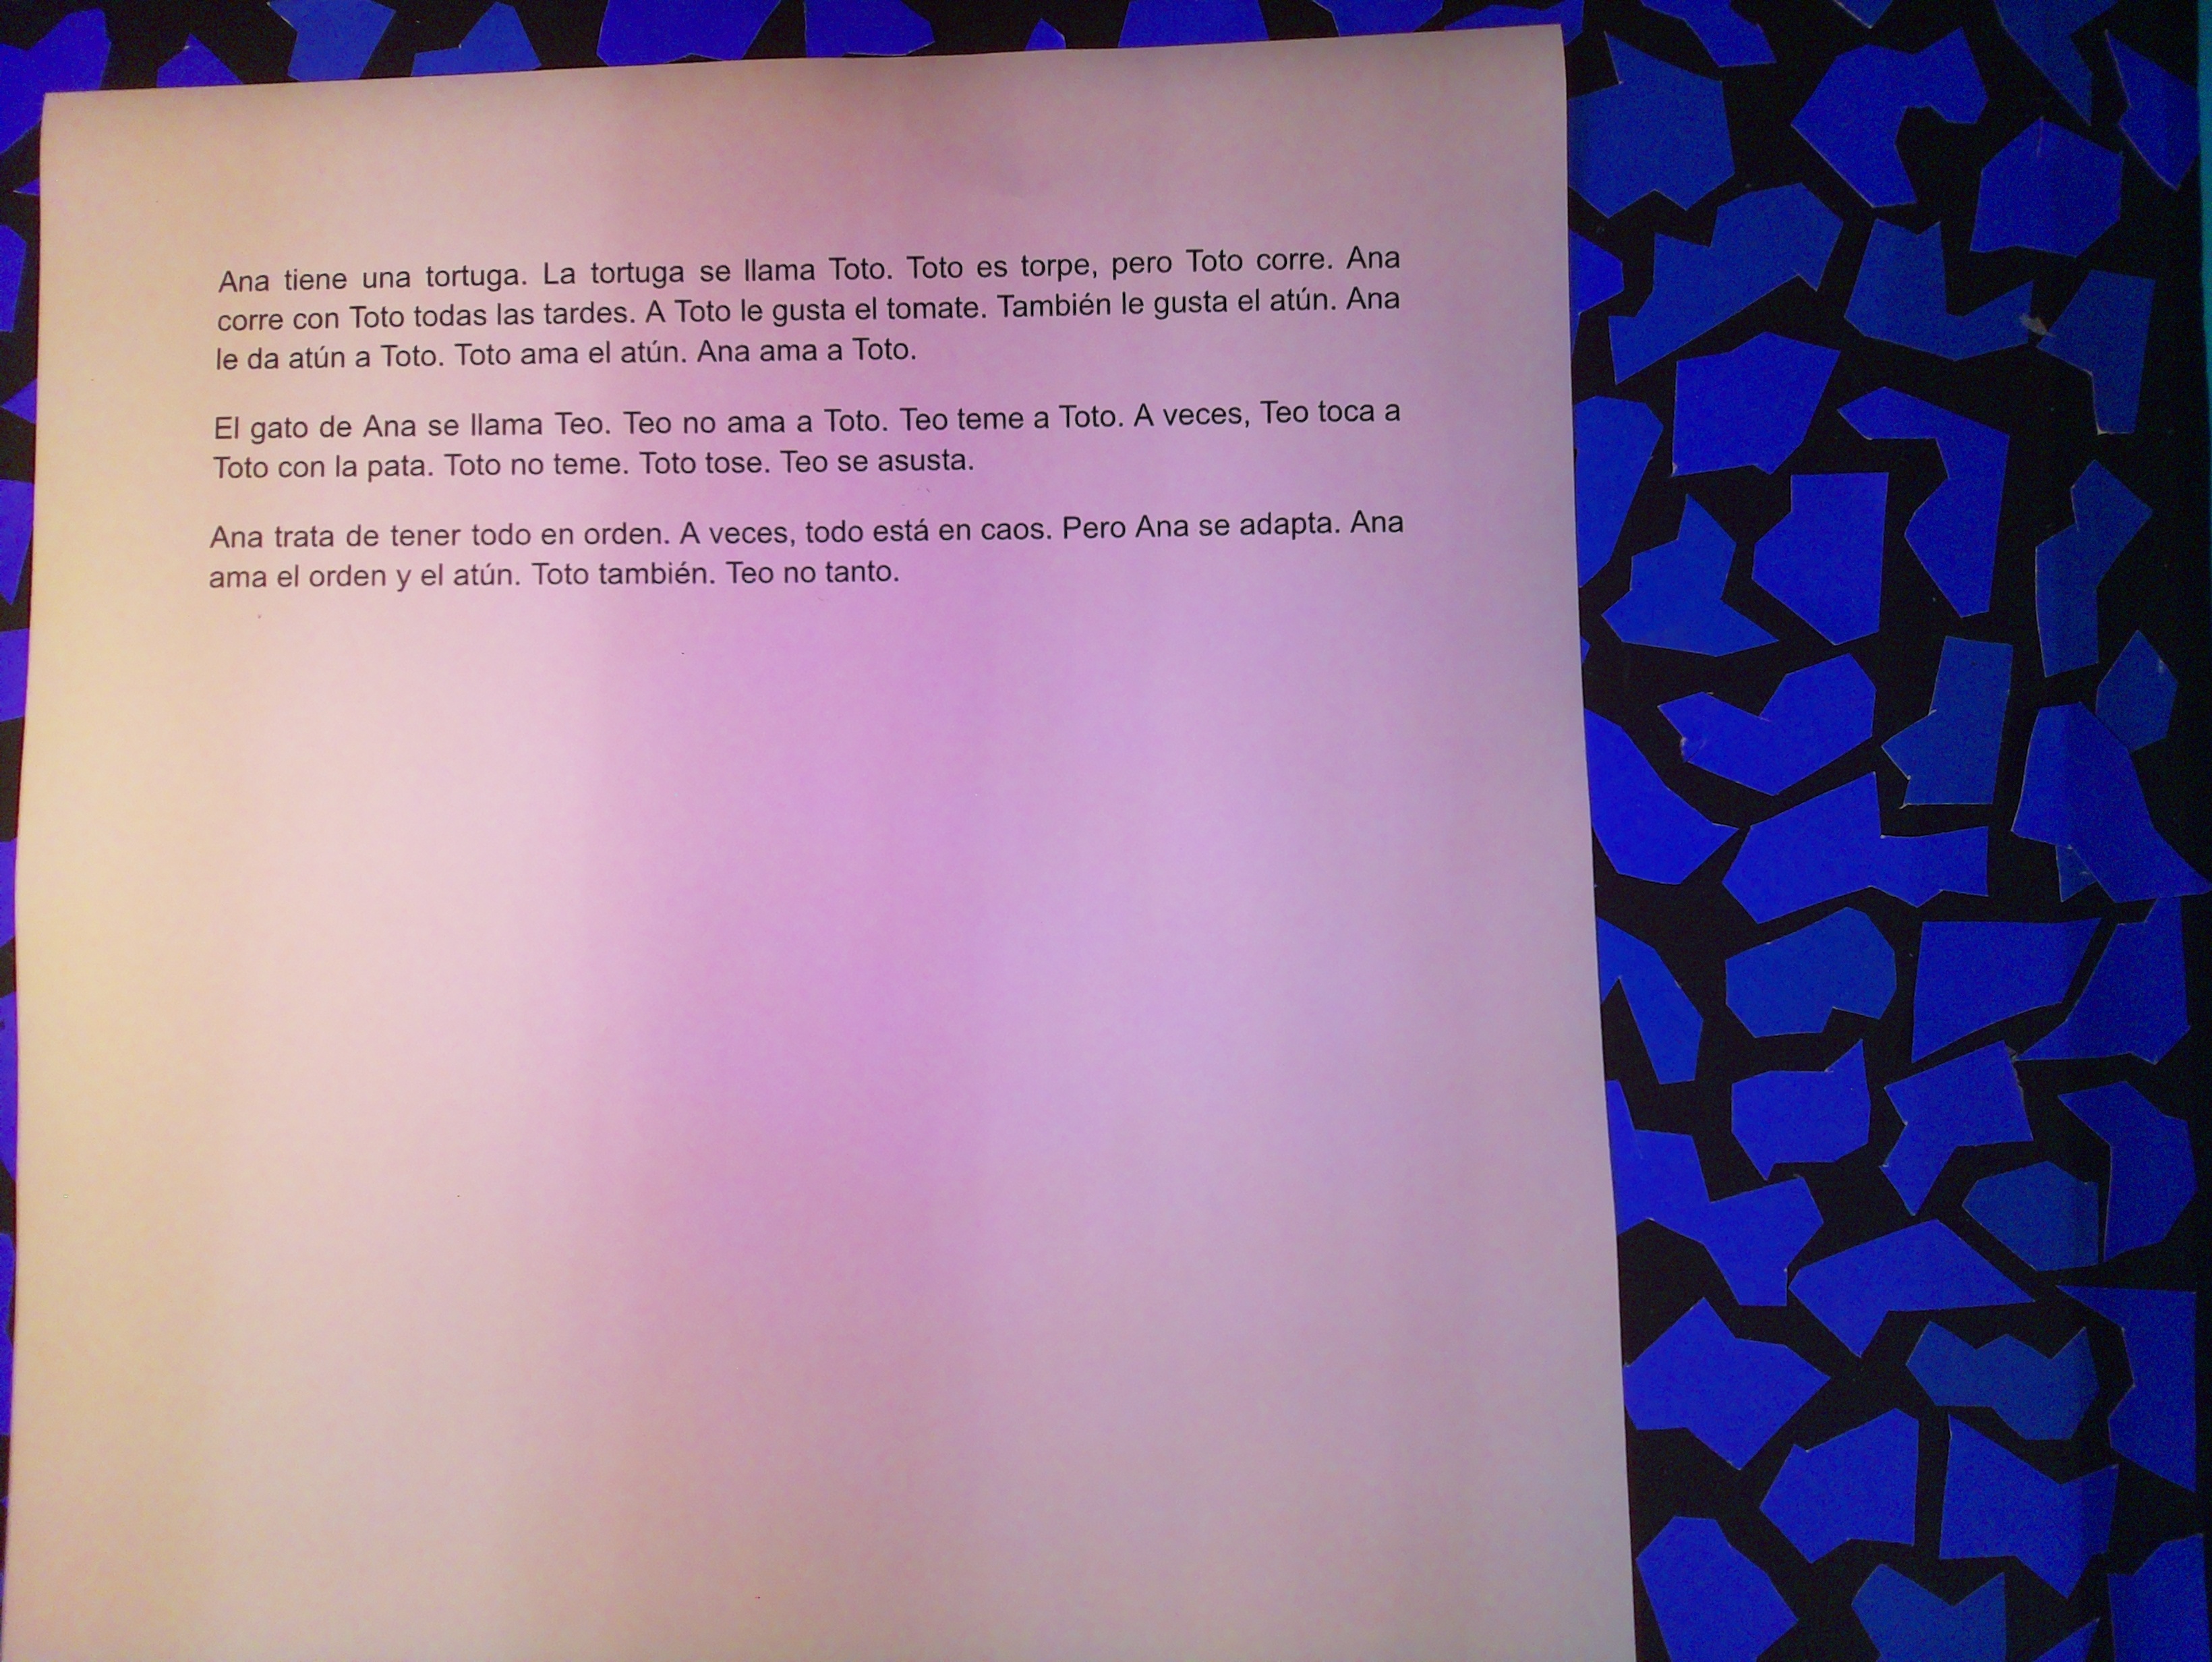 Ana tiene una tortuga. La tortuga se llama Toto. Toto es torpe, pero Toto corre. Ana
corre con Toto todas las tardes. A Toto le gusta el tomate. También le gusta el atún. Ana
le da atún a Toto. Toto ama el atún. Ana ama a Toto.
El gato de Ana se llama Teo. Teo no ama a Toto. Teo teme a Toto. A veces, Teo toca a
Toto con la pata. Toto no teme. Toto tose. Teo se asusta.
Ana trata de tener todo en orden. A veces, todo está en caos. Pero Ana se adapta. Ana
ama el orden y el atún. Toto también. Teo no tanto.